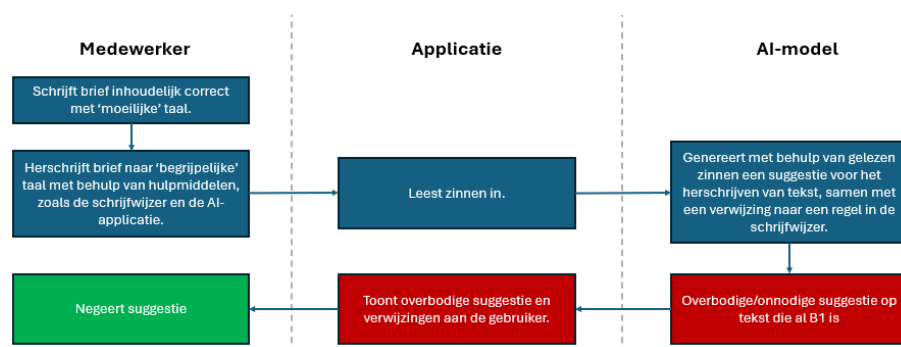 Medewerker
Applicatie
AI-model
Schrijft brief inhoudelijk correct
met ‘moeilijke’ taal.
Herschrijft brief naar ‘begrijpelijke’
taal met behulp van hulpmiddelen,
zoals de schrijfwijzer en de AI-
applicatie.
Leest zinnen in.
Genereert met behulp van gelezen
zinnen een suggestie voor het
herschrijven van tekst, samen met
een verwijzing naar een regel in de
schrijfwijzer.
Negeert suggestie
Toont overbodige suggestie en
verwijzingen aan de gebruiker.
Overbodige/onnodige suggestie op
tekst die al B1 is